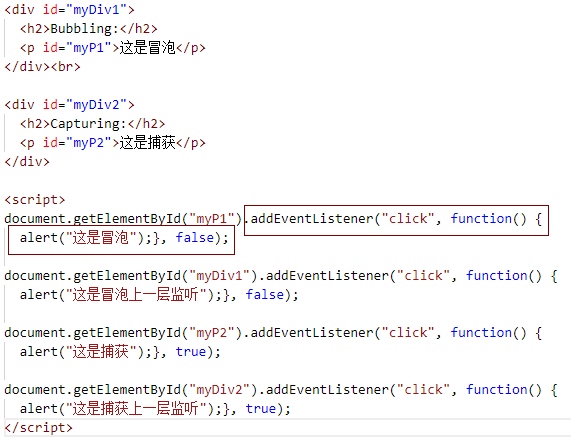 <div id="myDiv1">
<h2>Bubbling:</h2>
<p id="myP1">这是冒泡</p>
</div><br>
<div id="myDiv2">
<h2>Capturing:</h2>
<p id="myP2">这是捕获</p>
</div>
<script>
document.getElementById("myP1").addEventListener("click", function() {
alert("这是冒泡");}, false);
document.getElementById("myDiv1").addEventListener("click", function() {
alert("这是冒泡上一层监听");}, false);
document.getElementById("myP2").addEventListener("click", function() {
alert("这是捕获");}, true);
document.getElementById("myDiv2").addEventListener("click", function() {
alert("这是捕获上一层监听");}, true);
</script>